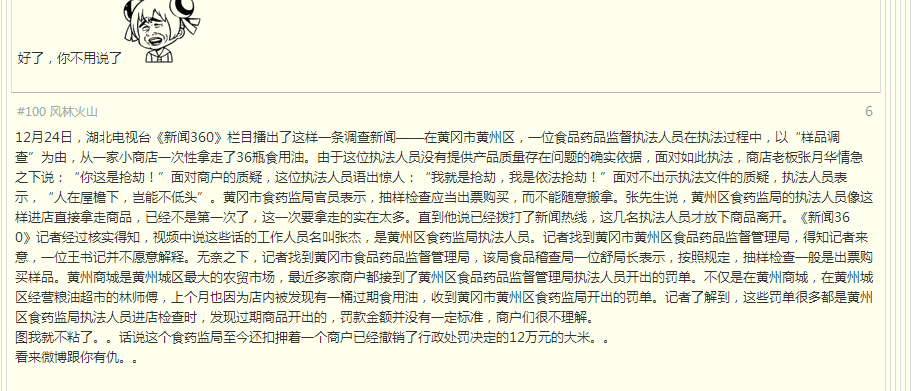 好了，你不用说了
#100 风林火山 6
12月24日，湖北电视台《新闻360》栏目播出了这样一条调查新闻——在黄冈市黄州区，一位食品药品监督执法人员在执法过程中，以“样品调
查”为由，从一家小商店一次性拿走了36瓶食用油。由于这位执法人员没有提供产品质量存在问题的确实依据，面对如此执法，商店老板张月华情急
之下说：“你这是抢劫！”面对商户的质疑，这位执法人员语出惊人：“我就是抢劫，我是依法抢劫！”面对不出示执法文件的质疑，执法人员表
示，“人在屋檐下，岂能不低头”。黄冈市食药监局官员表示，抽样检查应当出票购买，而不能随意搬拿。张先生说，黄州区食药监局的执法人员像这
样进店直接拿走商品，已经不是第一次了，这一次要拿走的实在太多。直到他说已经拨打了新闻热线，这几名执法人员才放下商品离开。《新闻36
0》记者经过核实得知，视频中说这些话的工作人员名叫张杰，是黄州区食药监局执法人员。记者找到黄冈市黄州区食品药品监督管理局，得知记者来
意，一位王书记并不愿意解释。无奈之下，记者找到黄冈市食品药品监督管理局，该局食品稽查局一位舒局长表示，按照规定，抽样检查一般是出票购
买样品。黄州商城是黄州城区最大的农贸市场，最近多家商户都接到了黄州区食品药品监督管理局执法人员开出的罚单。不仅是在黄州商城，在黄州城
区经营粮油超市的林师傅，上个月也因为店内被发现有一桶过期食用油，收到黄冈市黄州区食药监局开出的罚单。记者了解到，这些罚单很多都是黄州
区食药监局执法人员进店检查时，发现过期商品开出的，罚款金额并没有一定标准，商户们很不理解。
图我就不粘了。。话说这个食药监局至今还扣押着一个商户已经撤销了行政处罚决定的12万元的大米。。
看来微博跟你有仇。。